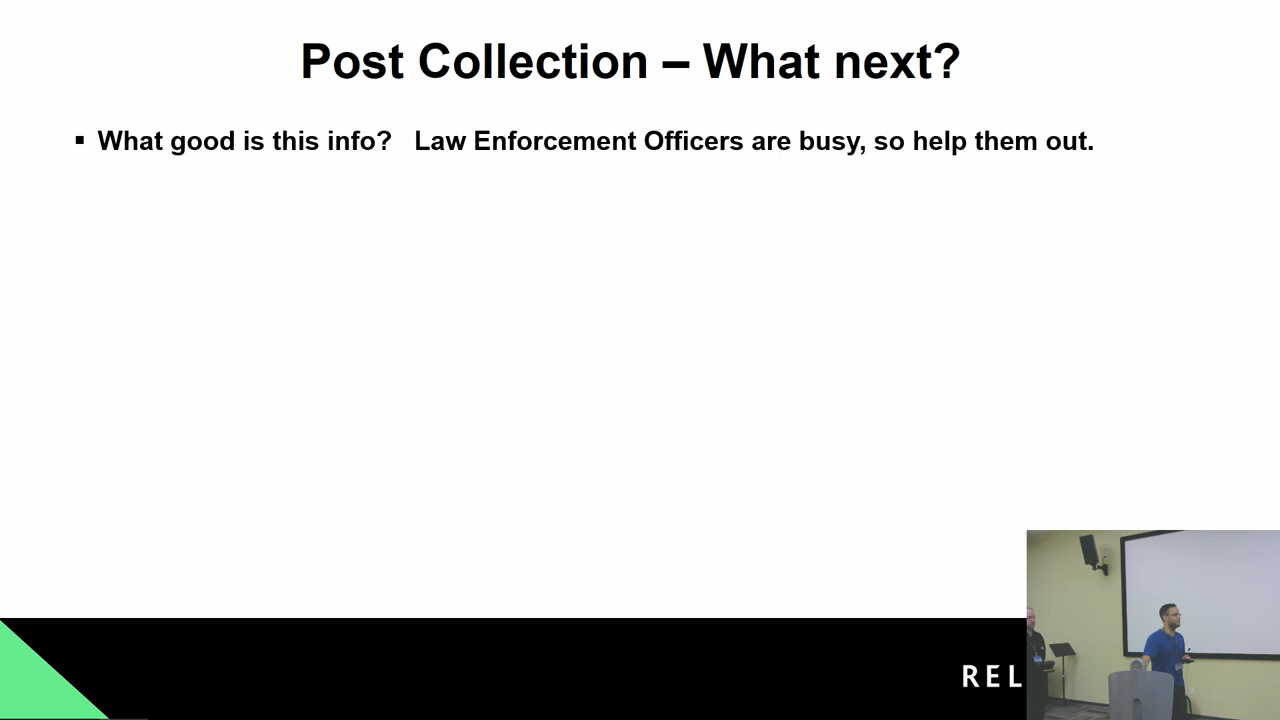 Post Collection – What next?
▪ What good is this info? Law Enforcement Officers are busy, so help them out.
REL